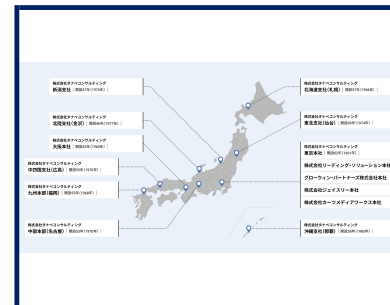 株式会社タナベコンサルティング
新潟支社
株式会社タナベコンサルティング
北陸支社(金沢)
株式会社タナベコンサルティング
大阪本社
株式会社タナベコンサルティング
中四国支社(広島)
株式会社タナベコンサルティング
九州本部(福岡)
株式会社タナベコンサルティング
中部本部(名古屋)
株式会社タナベコンサルティング
北海道支社(札幌)
株式会社タナベコンサルティング
東北支社(仙台)
株式会社タナベコンサルティング
東京本社
株式会社リーディング・ソリューション本社
グローウィン・パートナーズ株式会社本社
株式会社ジェイスリー本社
株式会社カーツメディアワークス本社
株式会社タナベコンサルティング
沖縄支社(那覇)